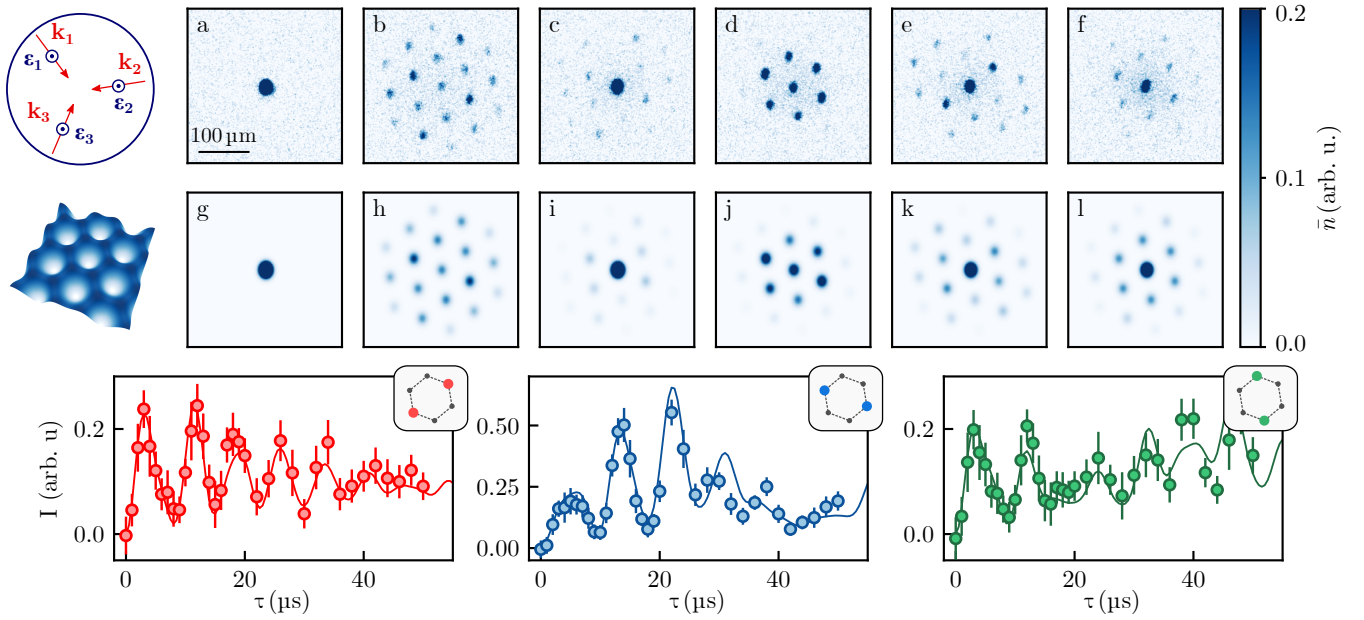 k₁
ε₁
k₂
ε₂
k₃
ε₃
a
100 µm
b
c
d
e
f
g
h
i
j
k
l
0.2
0.1
0.0
n̄ (arb. u.)
I (arb. u)
0.2
0.0
0
20
40
τ (µs)
0.50
0.25
0.00
0
20
40
τ (µs)
0.2
0.0
0
20
40
τ (µs)